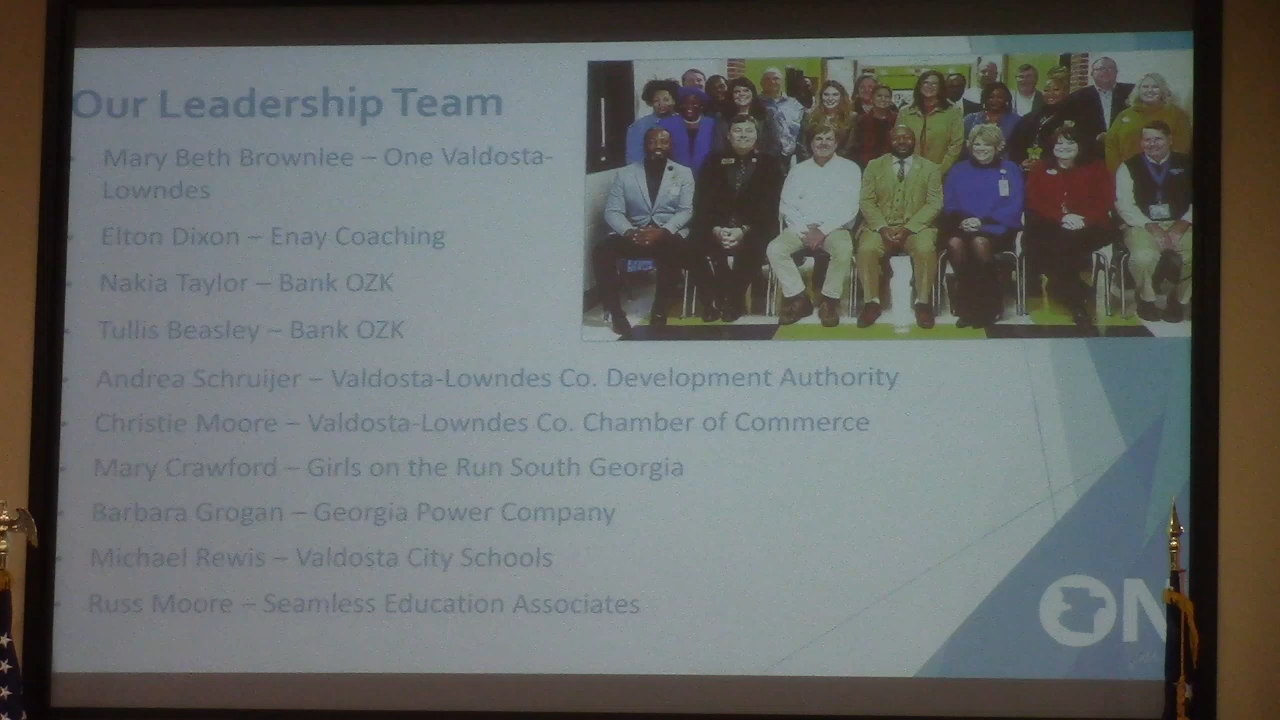 Our Leadership Team
Mary Beth Brownlee – One Valdosta-
Lowndes
Elton Dixon – Enay Coaching
Nakia Taylor – Bank OZK
Tullis Beasley – Bank OZK
Andrea Schruijer – Valdosta-Lowndes Co. Development Authority
Christie Moore – Valdosta-Lowndes Co. Chamber of Commerce
Mary Crawford – Girls on the Run South Georgia
Barbara Grogan – Georgia Power Company
Michael Rewis – Valdosta City Schools
Russ Moore – Seamless Education Associates
ON